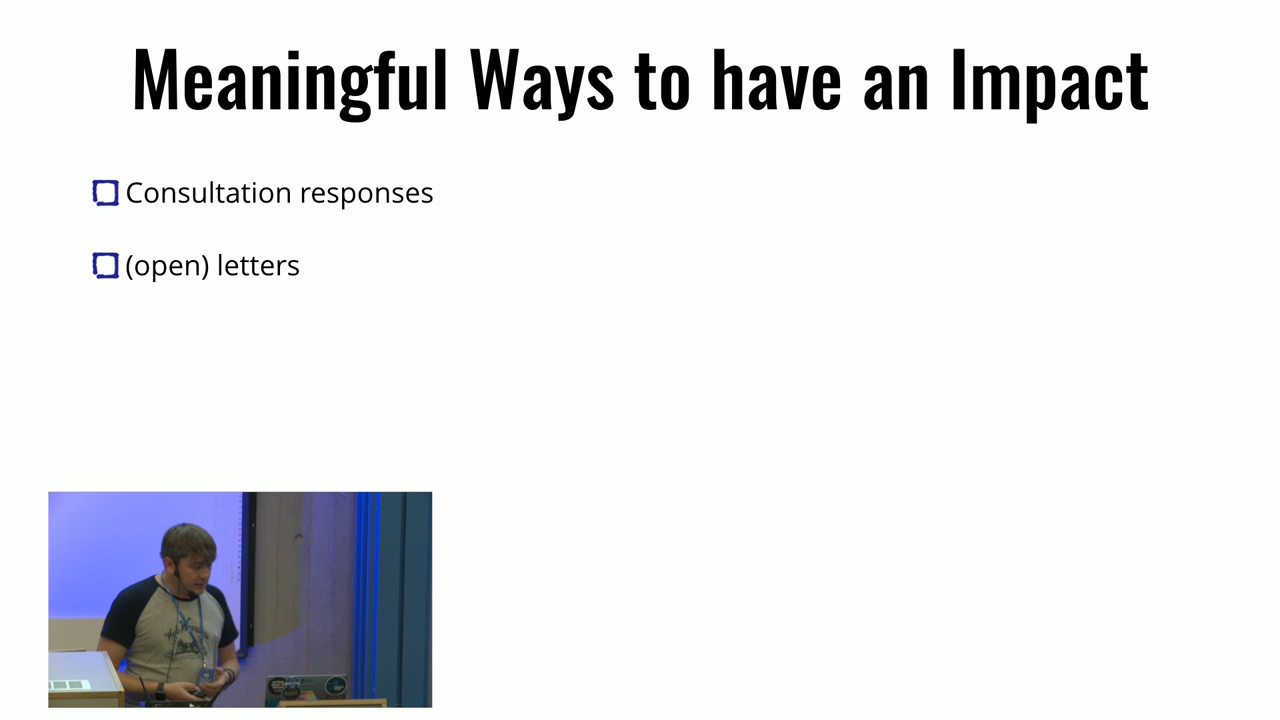 Meaningful Ways to have an Impact
Consultation responses
(open) letters